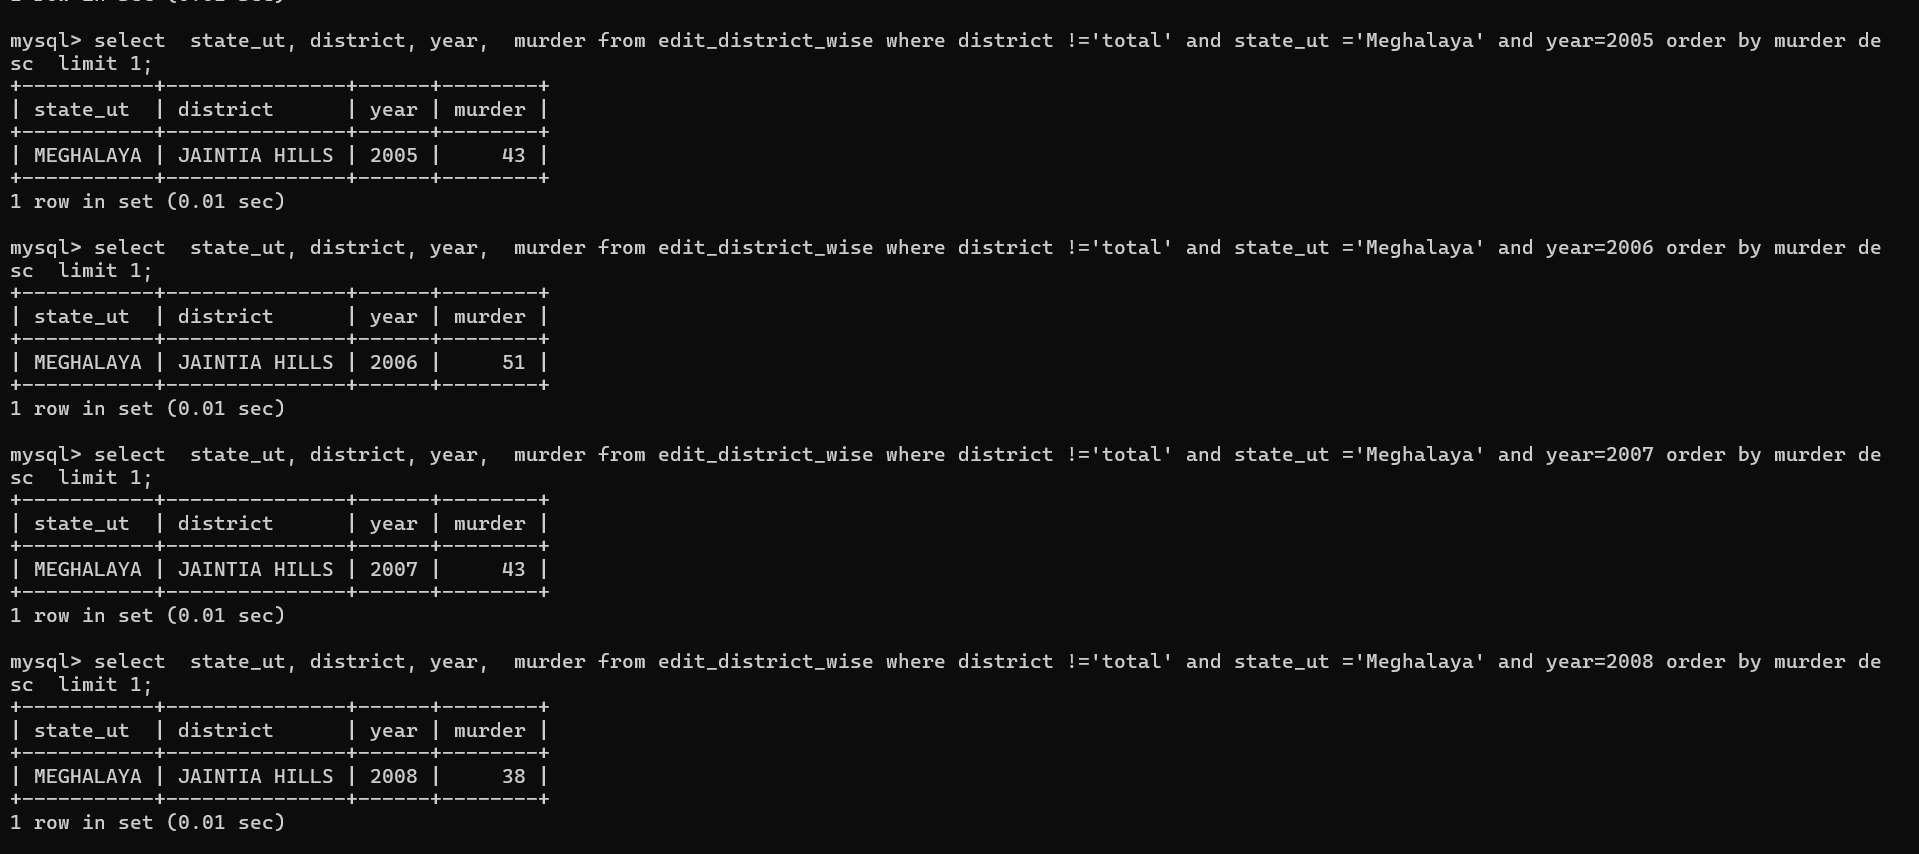 mysql> select  state_ut, district, year,  murder from edit_district_wise where district !='total' and state_ut ='Meghalaya' and year=2005 order by murder de
sc  limit 1;
+-----------+---------------+------+--------+
| state_ut  | district      | year | murder |
+-----------+---------------+------+--------+
| MEGHALAYA | JAINTIA HILLS | 2005 |     43 |
+-----------+---------------+------+--------+
1 row in set (0.01 sec)
mysql> select  state_ut, district, year,  murder from edit_district_wise where district !='total' and state_ut ='Meghalaya' and year=2006 order by murder de
sc  limit 1;
+-----------+---------------+------+--------+
| state_ut  | district      | year | murder |
+-----------+---------------+------+--------+
| MEGHALAYA | JAINTIA HILLS | 2006 |     51 |
+-----------+---------------+------+--------+
1 row in set (0.01 sec)
mysql> select  state_ut, district, year,  murder from edit_district_wise where district !='total' and state_ut ='Meghalaya' and year=2007 order by murder de
sc  limit 1;
+-----------+---------------+------+--------+
| state_ut  | district      | year | murder |
+-----------+---------------+------+--------+
| MEGHALAYA | JAINTIA HILLS | 2007 |     43 |
+-----------+---------------+------+--------+
1 row in set (0.01 sec)
mysql> select  state_ut, district, year,  murder from edit_district_wise where district !='total' and state_ut ='Meghalaya' and year=2008 order by murder de
sc  limit 1;
+-----------+---------------+------+--------+
| state_ut  | district      | year | murder |
+-----------+---------------+------+--------+
| MEGHALAYA | JAINTIA HILLS | 2008 |     38 |
+-----------+---------------+------+--------+
1 row in set (0.01 sec)